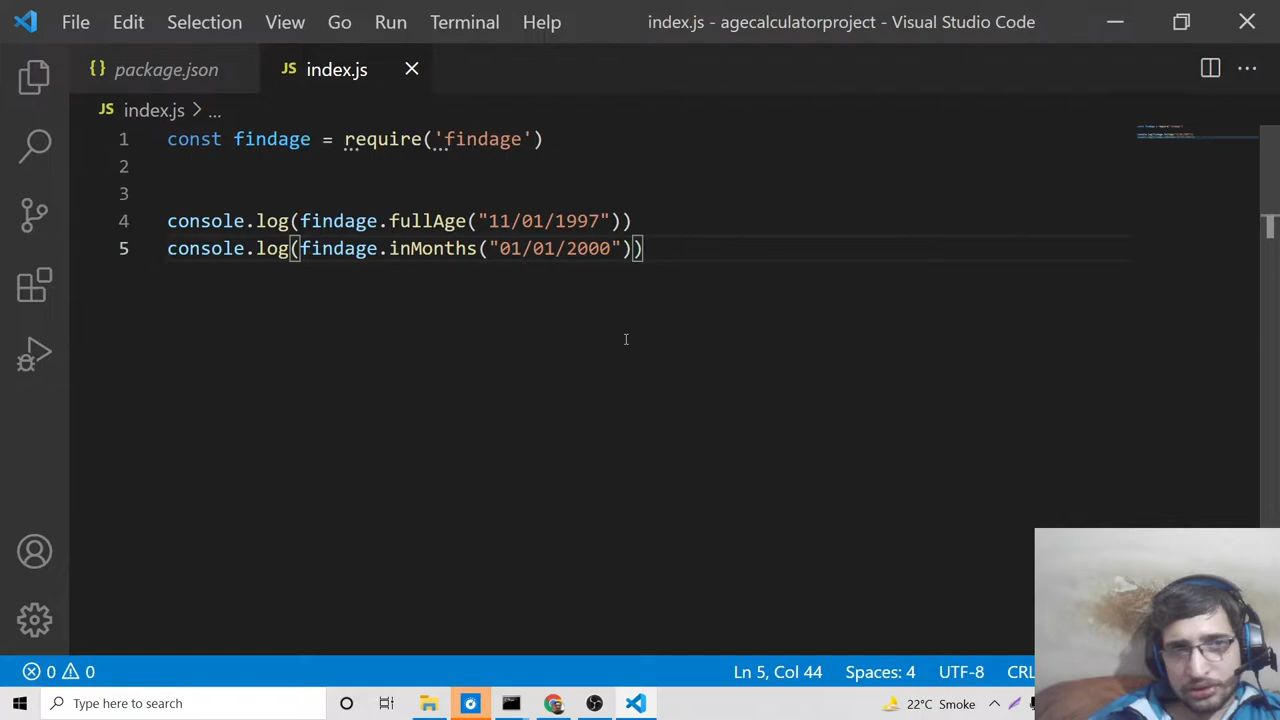 File Edit Selection View Go Run Terminal Help index.js - agecalculatorproject - Visual Studio Code
{} package.json JS index.js
JS index.js > ...
1 const findage = require('findage')
2
3
4 console.log(findage.fullAge("11/01/1997"))
5 console.log(findage.inMonths("01/01/2000"))
0 0 Ln 5, Col 44 Spaces: 4 UTF-8 CRL
Type here to search 22°C Smoke